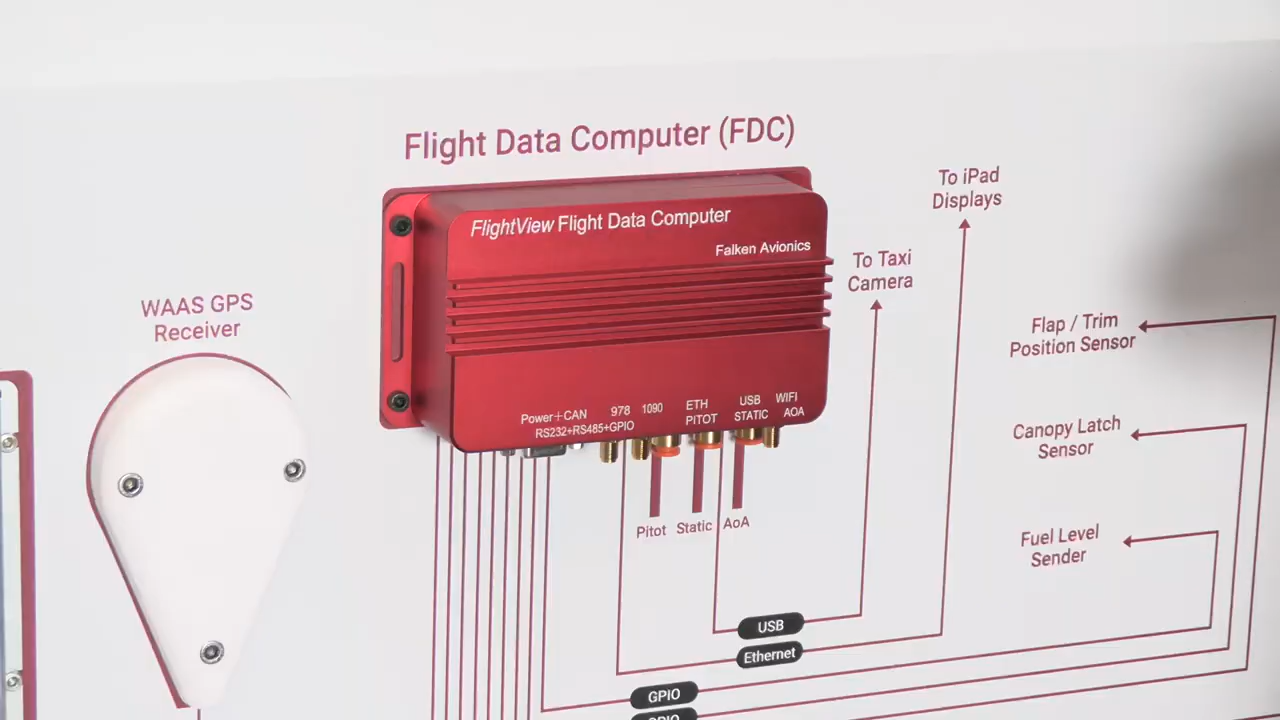 Flight Data Computer (FDC)
FlightView Flight Data Computer
Falken Avionics
Power+CAN
978
1090
ETH
USB
WIFI
RS232+RS485+GPIO
PITOT
STATIC
AOA
Pitot
Static
AoA
WAAS GPS
Receiver
To iPad
Displays
To Taxi
Camera
Flap / Trim
Position Sensor
Canopy Latch
Sensor
Fuel Level
Sender
USB
Ethernet
GPIO
GPIO